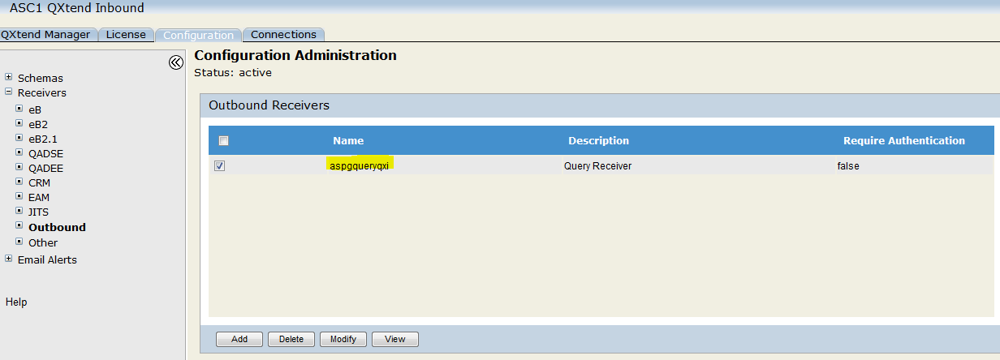 ASC1 QXtend Inbound
QXtend Manager License Configuration Connections
Configuration Administration
Status: active
Schemas
Receivers
eB
eB2
eB2.1
QADSE
QADEE
CRM
EAM
JITS
Outbound
Other
Email Alerts
Help
Outbound Receivers
Name Description Require Authentication
aspgqueryqxi Query Receiver false
Add Delete Modify View